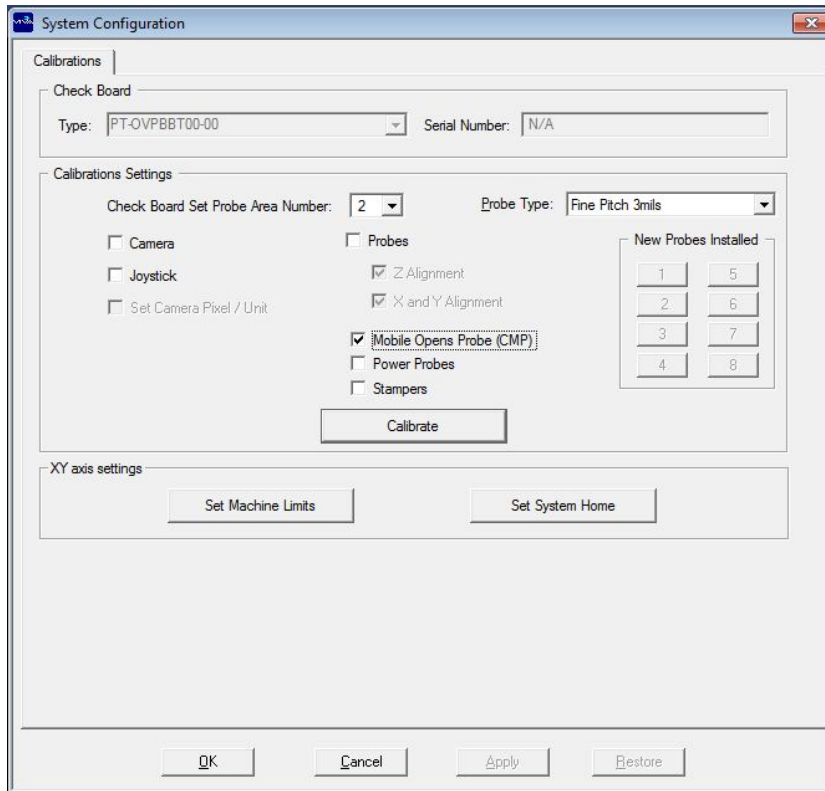 System Configuration
Calibrations
Check Board
Type: PT-OVPBBT00-00 Serial Number: N/A
Calibrations Settings
Check Board Set Probe Area Number: 2 Probe Type: Fine Pitch 3mils
Camera Probes New Probes Installed
Joystick Z Alignment 1 5
Set Camera Pixel / Unit X and Y Alignment 2 6
Mobile Opens Probe (CMP) 3 7
Power Probes 4 8
Stampers
Calibrate
XY axis settings
Set Machine Limits Set System Home
OK Cancel Apply Restore